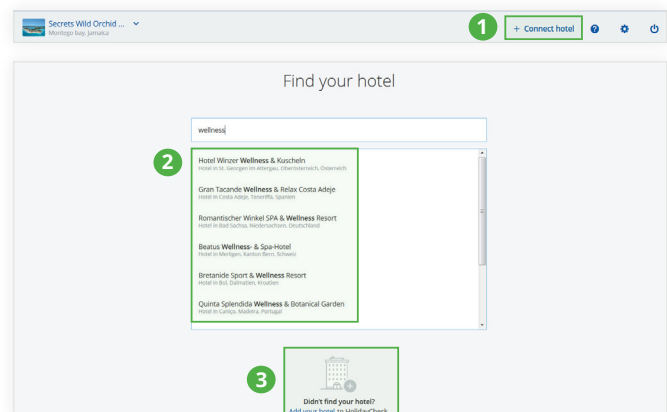 Secrets Wild Orchid ...
Montego bay, Jamaica
1
+ Connect hotel
?
Find your hotel
wellness
2
Hotel Winzer Wellness & Kuscheln
Hotel in St. Georgen im Attergau, Oberösterreich, Österreich
Gran Tacande Wellness & Relax Costa Adeje
Hotel in Costa Adeje, Teneriffa, Spanien
Romantischer Winkel SPA & Wellness Resort
Hotel in Bad Sachsa, Niedersachsen, Deutschland
Beatus Wellness- & Spa-Hotel
Hotel in Merligen, Kanton Bern, Schweiz
Bretanide Sport & Wellness Resort
Hotel in Bol, Dalmatien, Kroatien
Quinta Splendida Wellness & Botanical Garden
Hotel in Caniço, Madeira, Portugal
3
Didn't find your hotel?
Add your hotel to HolidayCheck